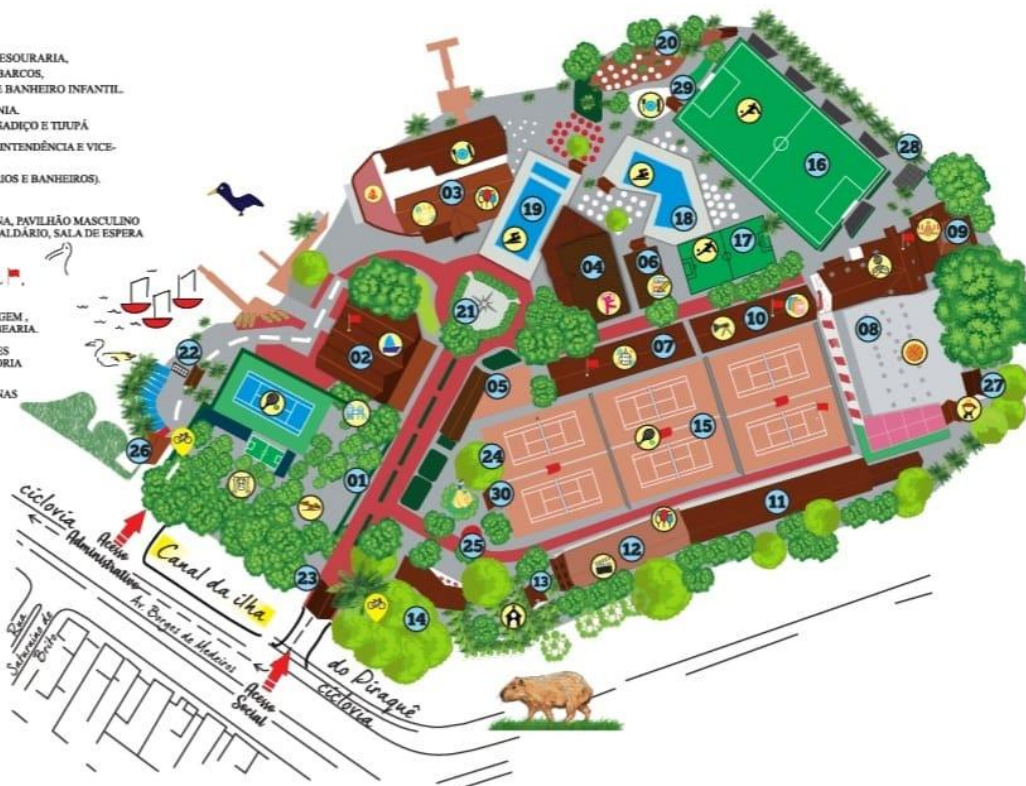 ESOURARIA,
BARCOS,
E BANHEIRO INFANTIL.
NIA.
GADIÇO E TIJUPÁ
INTENDÊNCIA E VICE-
IOS E BANHEIROS).
NA, PAVILHÃO MASCULINO
ALDÁRIO, SALA DE ESPERA
GEM ,
BEARIA.
ES
ORIA
NAS
20
29
16
28
03
19
18
17
09
04
06
21
10
08
02
07
22
05
27
15
24
26
01
30
11
25
12
23
13
14
ciclovia
Acesso
Administrativo
Canal da ilha
do Piraquê
Av. Borges de Medeiros
ciclovia
Rua
Saturnino de
Brito
Acesso
Social